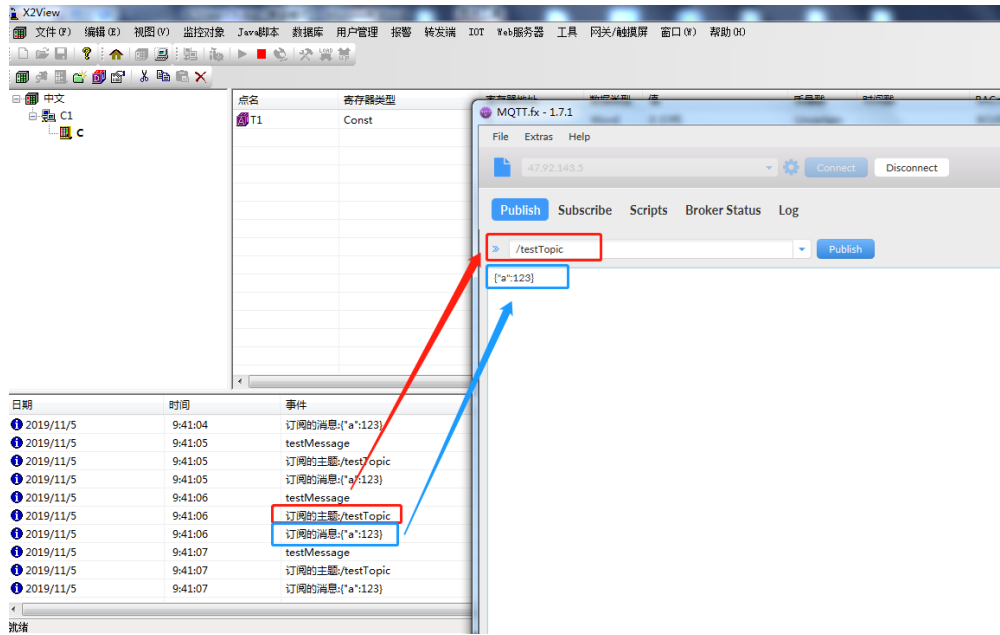 X2View
文件(F) 编辑(E) 视图(V) 监控对象 Java脚本 数据库 用户管理 报警 转发端 IOT Web服务器 工具 网关/触摸屏 窗口(W) 帮助(H)
中文
C1
C
点名 寄存器类型
T1 Const
MQTT.fx - 1.7.1
File Extras Help
47.92.143.5 Connect Disconnect
Publish Subscribe Scripts Broker Status Log
/testTopic Publish
{"a":123}
日期 时间 事件
2019/11/5 9:41:04 订阅的消息:{"a":123}
2019/11/5 9:41:05 testMessage
2019/11/5 9:41:05 订阅的主题:/testTopic
2019/11/5 9:41:05 订阅的消息:{"a":123}
2019/11/5 9:41:06 testMessage
2019/11/5 9:41:06 订阅的主题:/testTopic
2019/11/5 9:41:06 订阅的消息:{"a":123}
2019/11/5 9:41:07 testMessage
2019/11/5 9:41:07 订阅的主题:/testTopic
2019/11/5 9:41:07 订阅的消息:{"a":123}
就绪